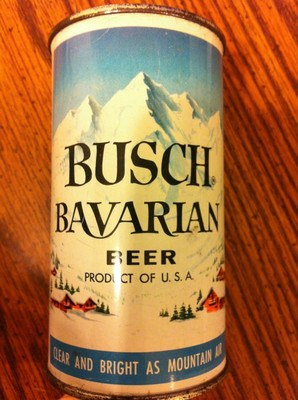 BUSCH®
BAVARIAN
BEER
PRODUCT OF U.S.A.
CLEAR AND BRIGHT AS MOUNTAIN AIR